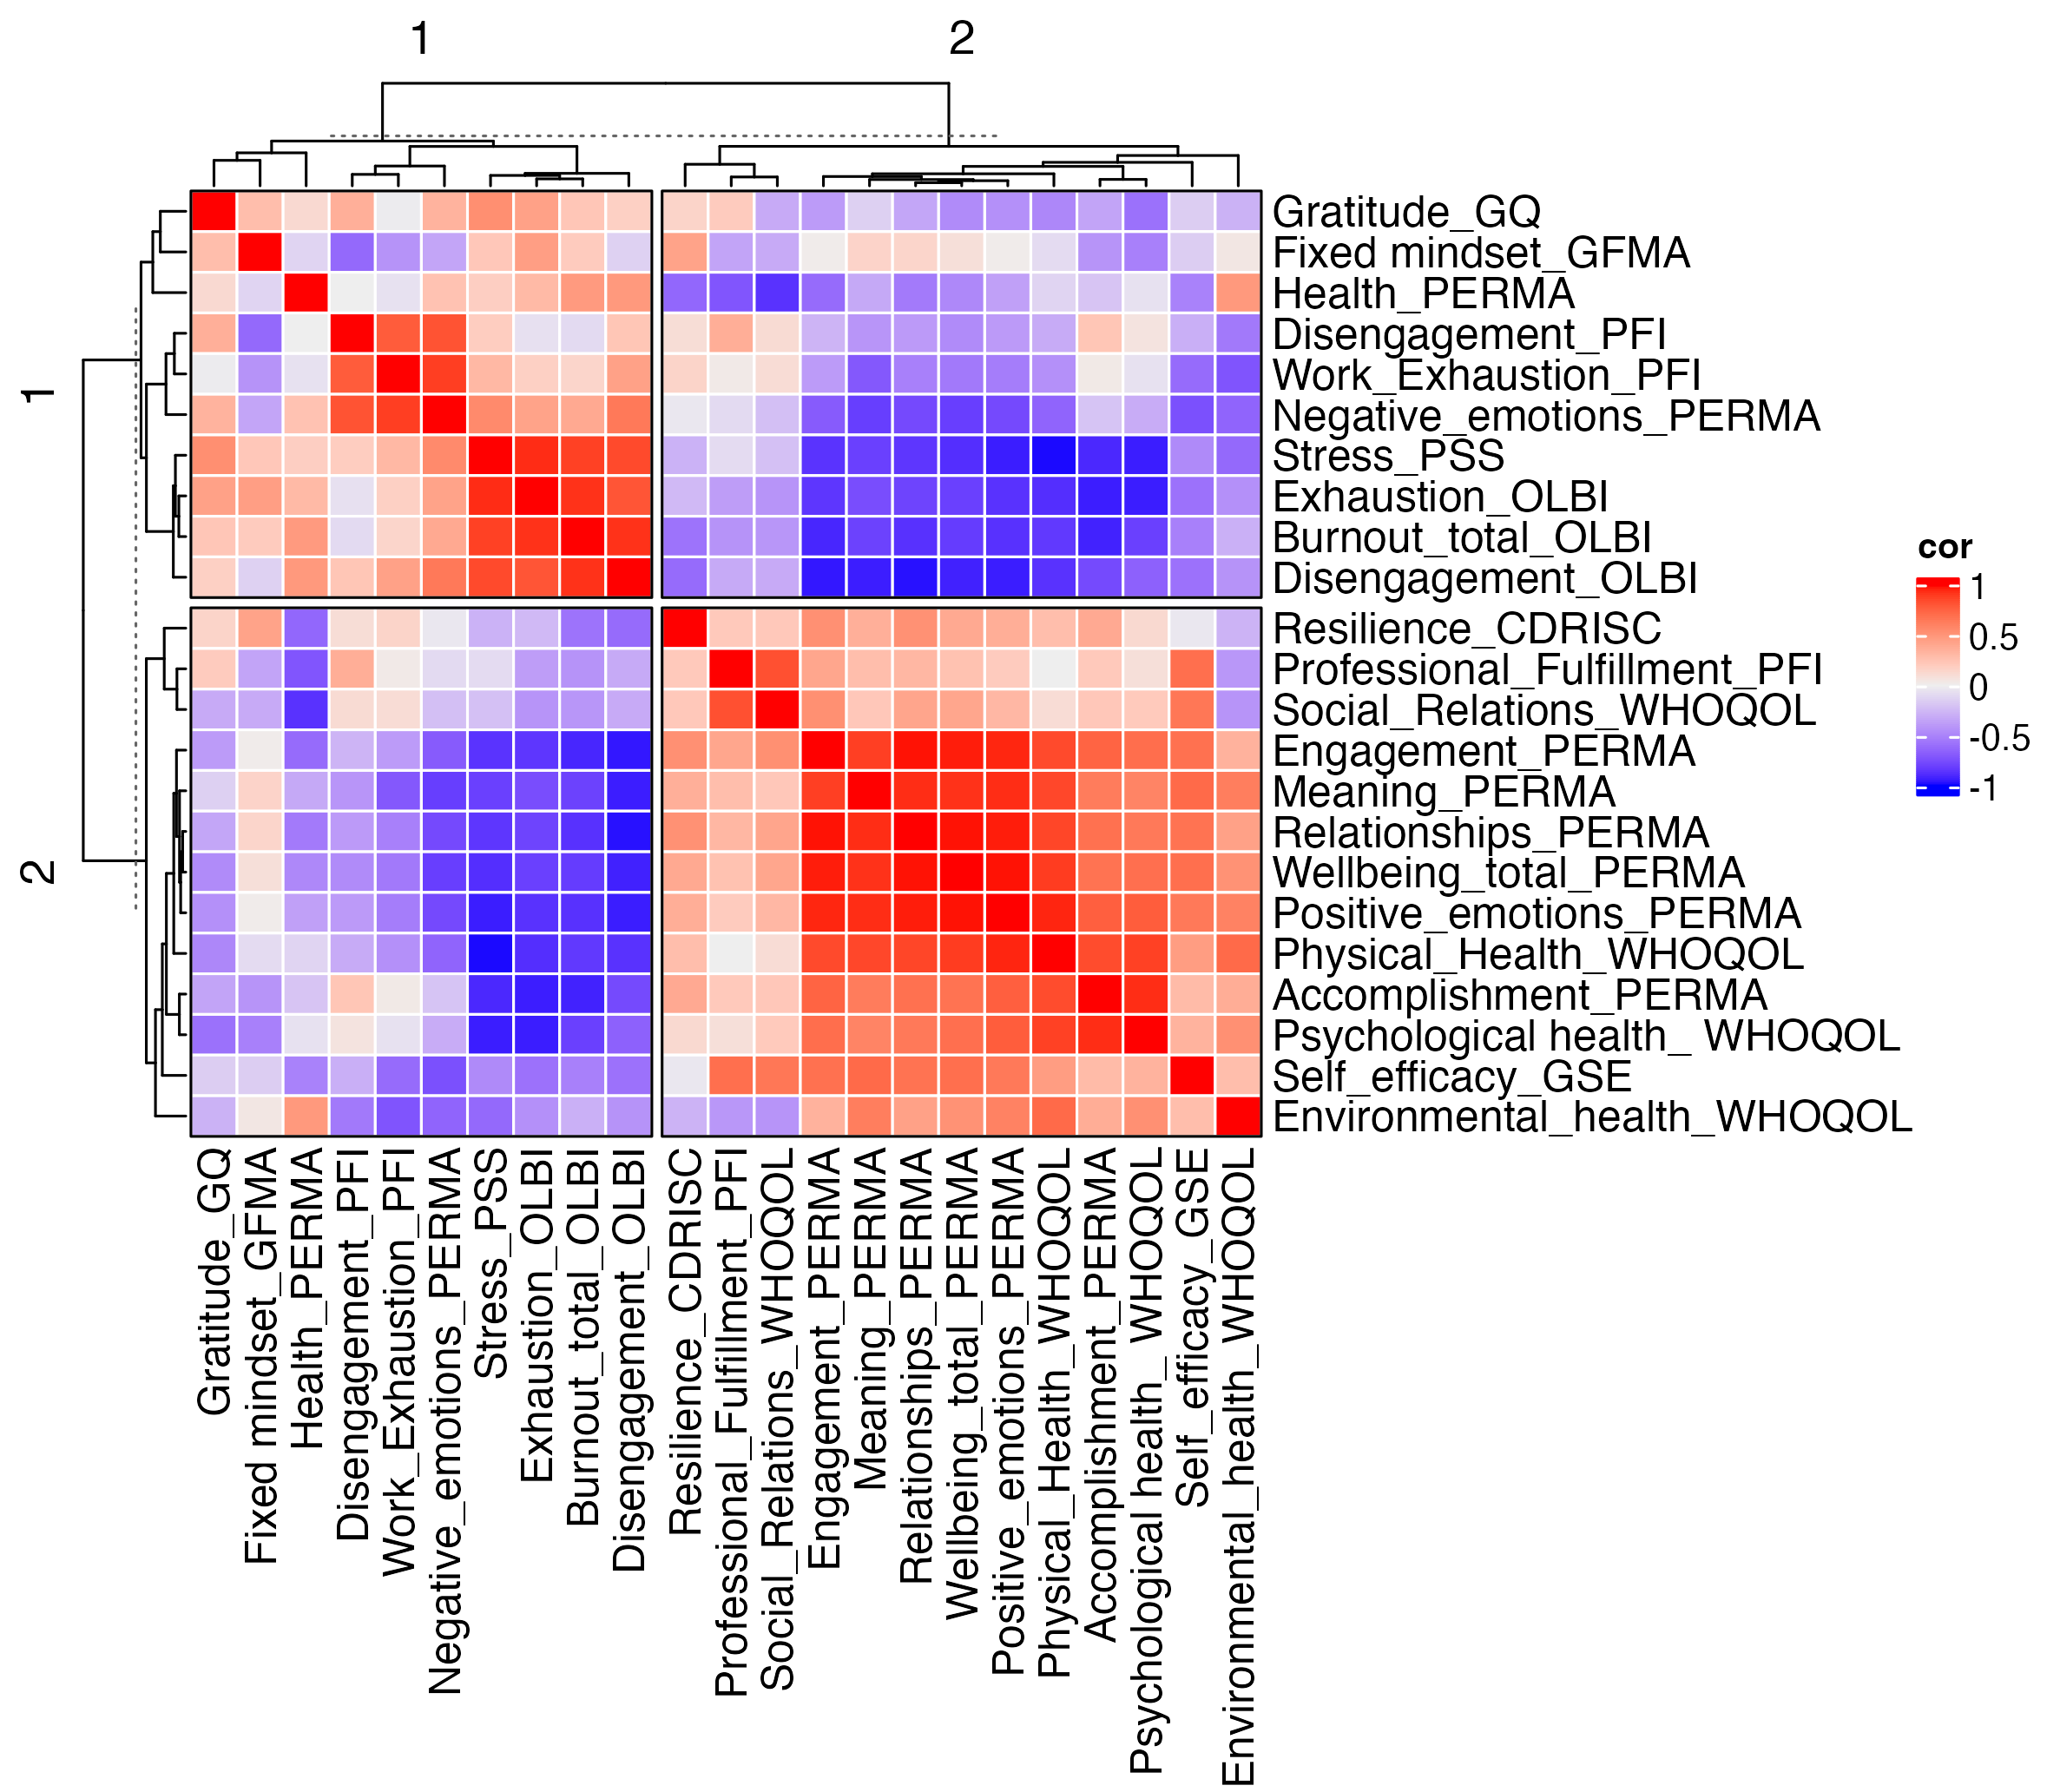 1
2
1
2
Gratitude_GQ
Fixed mindset_GFMA
Health_PERMA
Disengagement_PFI
Work_Exhaustion_PFI
Negative_emotions_PERMA
Stress_PSS
Exhaustion_OLBI
Burnout_total_OLBI
Disengagement_OLBI
Resilience_CDRISC
Professional_Fulfillment_PFI
Social_Relations_WHOQOL
Engagement_PERMA
Meaning_PERMA
Relationships_PERMA
Wellbeing_total_PERMA
Positive_emotions_PERMA
Physical_Health_WHOQOL
Accomplishment_PERMA
Psychological health_ WHOQOL
Self_efficacy_GSE
Environmental_health_WHOQOL
cor
1
0.5
0
-0.5
-1
Gratitude_GQ
Fixed mindset_GFMA
Health_PERMA
Disengagement_PFI
Work_Exhaustion_PFI
Negative_emotions_PERMA
Stress_PSS
Exhaustion_OLBI
Burnout_total_OLBI
Disengagement_OLBI
Resilience_CDRISC
Professional_Fulfillment_PFI
Social_Relations_WHOQOL
Engagement_PERMA
Meaning_PERMA
Relationships_PERMA
Wellbeing_total_PERMA
Positive_emotions_PERMA
Physical_Health_WHOQOL
Accomplishment_PERMA
Psychological health_ WHOQOL
Self_efficacy_GSE
Environmental_health_WHOQOL